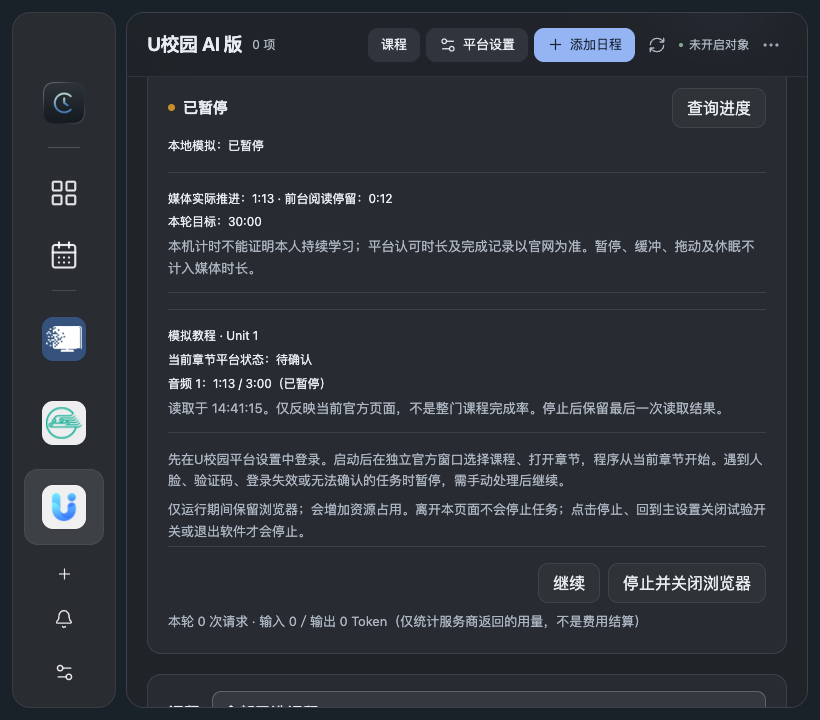 U校园 AI 版 0 项 课程 平台设置 添加日程 未开启对象
已暂停 查询进度
本地模拟：已暂停
媒体实际推进：1:13 · 前台阅读停留：0:12
本轮目标：30:00
本机计时不能证明本人持续学习；平台认可时长及完成记录以官网为准。暂停、缓冲、拖动及休眠不
计入媒体时长。
模拟教程 · Unit 1
当前章节平台状态：待确认
音频 1：1:13 / 3:00（已暂停）
读取于 14:41:15。仅反映当前官方页面，不是整门课程完成率。停止后保留最后一次读取结果。
先在U校园平台设置中登录。启动后在独立官方窗口选择课程、打开章节，程序从当前章节开始。遇到人
脸、验证码、登录失效或无法确认的任务时暂停，需手动处理后继续。
仅运行期间保留浏览器；会增加资源占用。离开本页面不会停止任务；点击停止、回到主设置关闭试验开
关或退出软件才会停止。
继续 停止并关闭浏览器
本轮 0 次请求 · 输入 0 / 输出 0 Token（仅统计服务商返回的用量，不是费用结算）